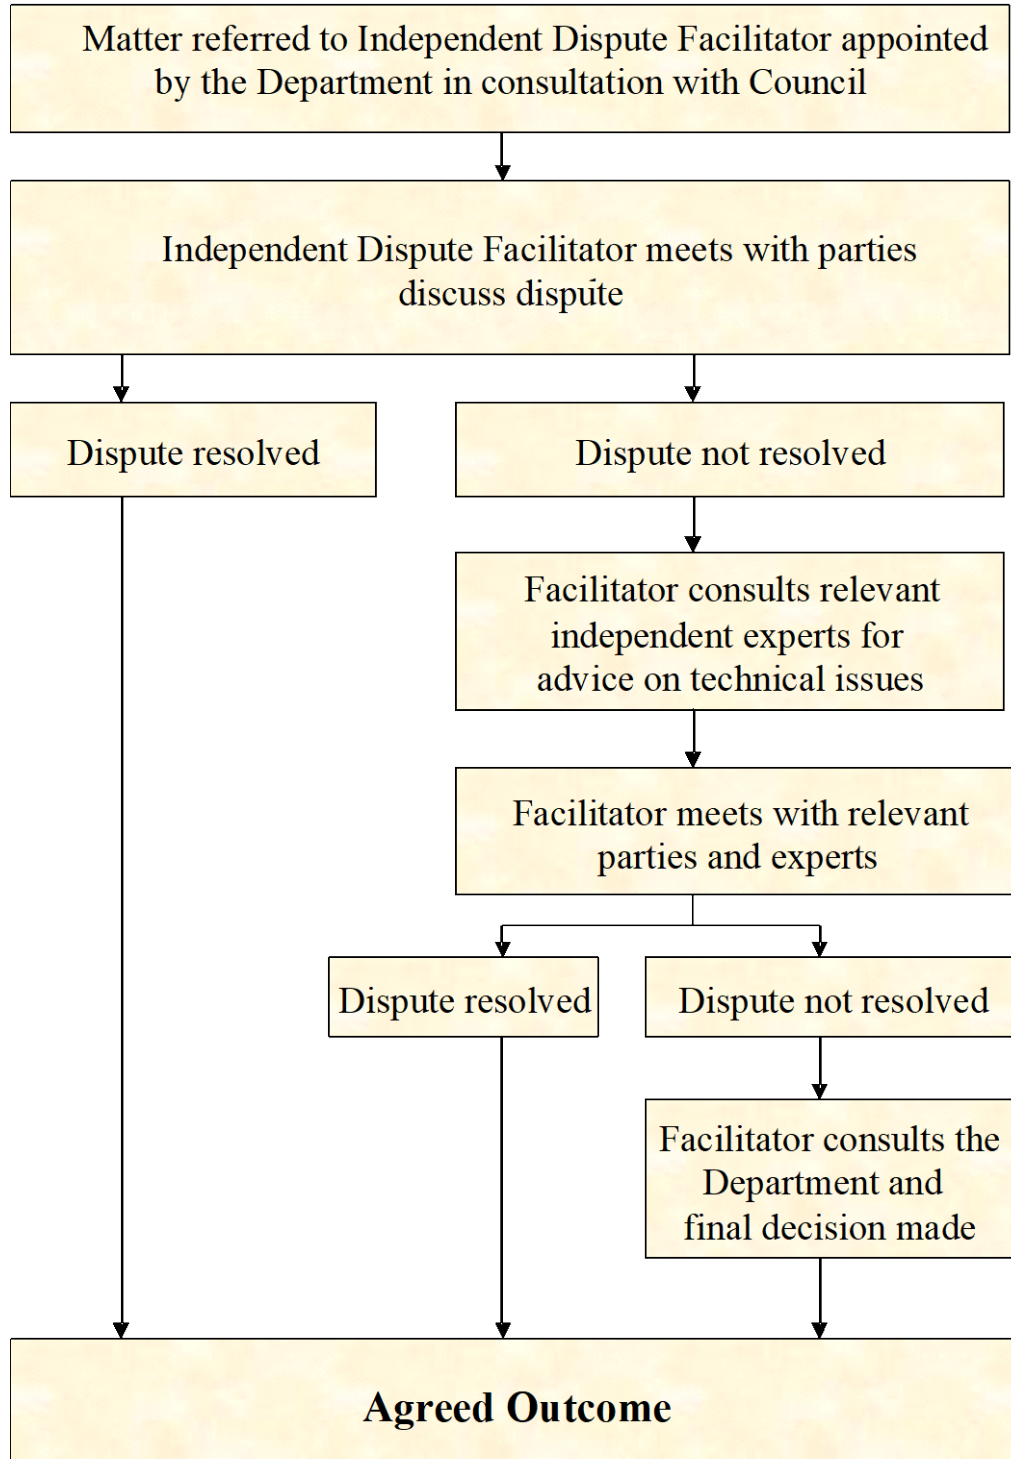 Matter referred to Independent Dispute Facilitator appointed
by the Department in consultation with Council
Independent Dispute Facilitator meets with parties
discuss dispute
Dispute resolved
Dispute not resolved
Facilitator consults relevant
independent experts for
advice on technical issues
Facilitator meets with relevant
parties and experts
Dispute resolved
Dispute not resolved
Facilitator consults the
Department and
final decision made
Agreed Outcome